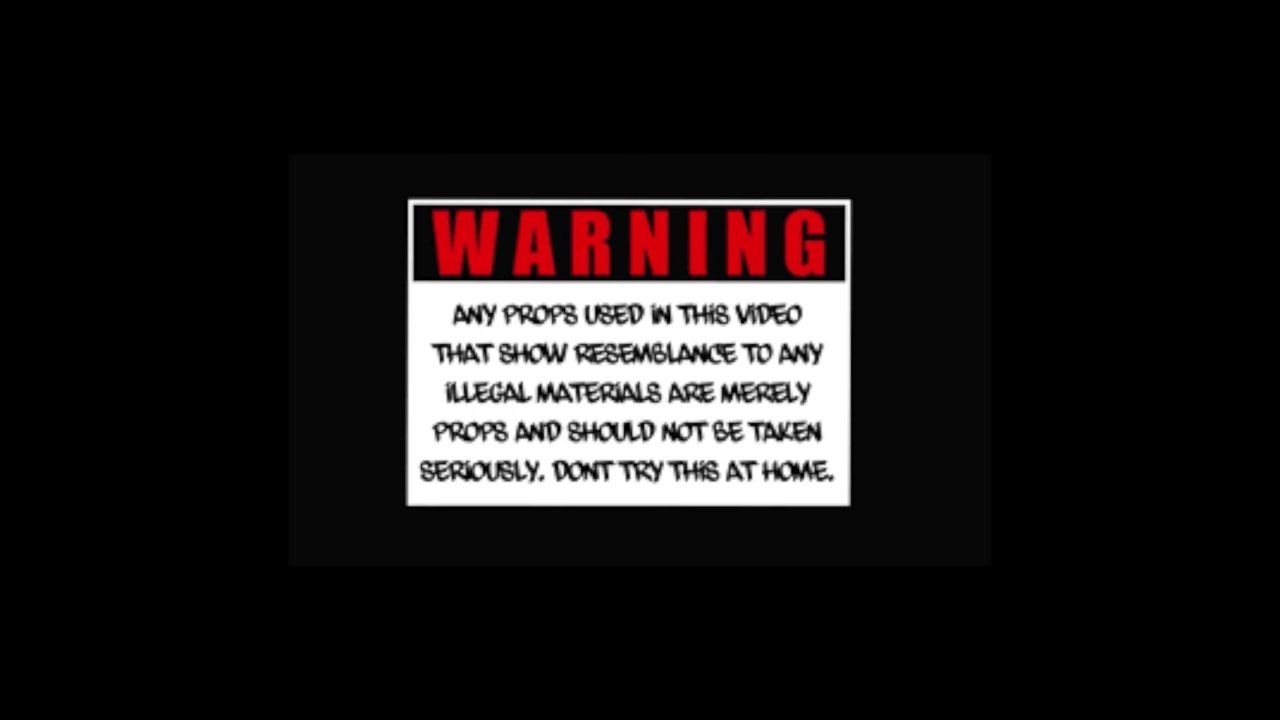 WARNING
ANY PROPS USED IN THIS VIDEO
THAT SHOW RESEMBLANCE TO ANY
ILLEGAL MATERIALS ARE MERELY
PROPS AND SHOULD NOT BE TAKEN
SERIOUSLY. DONT TRY THIS AT HOME.